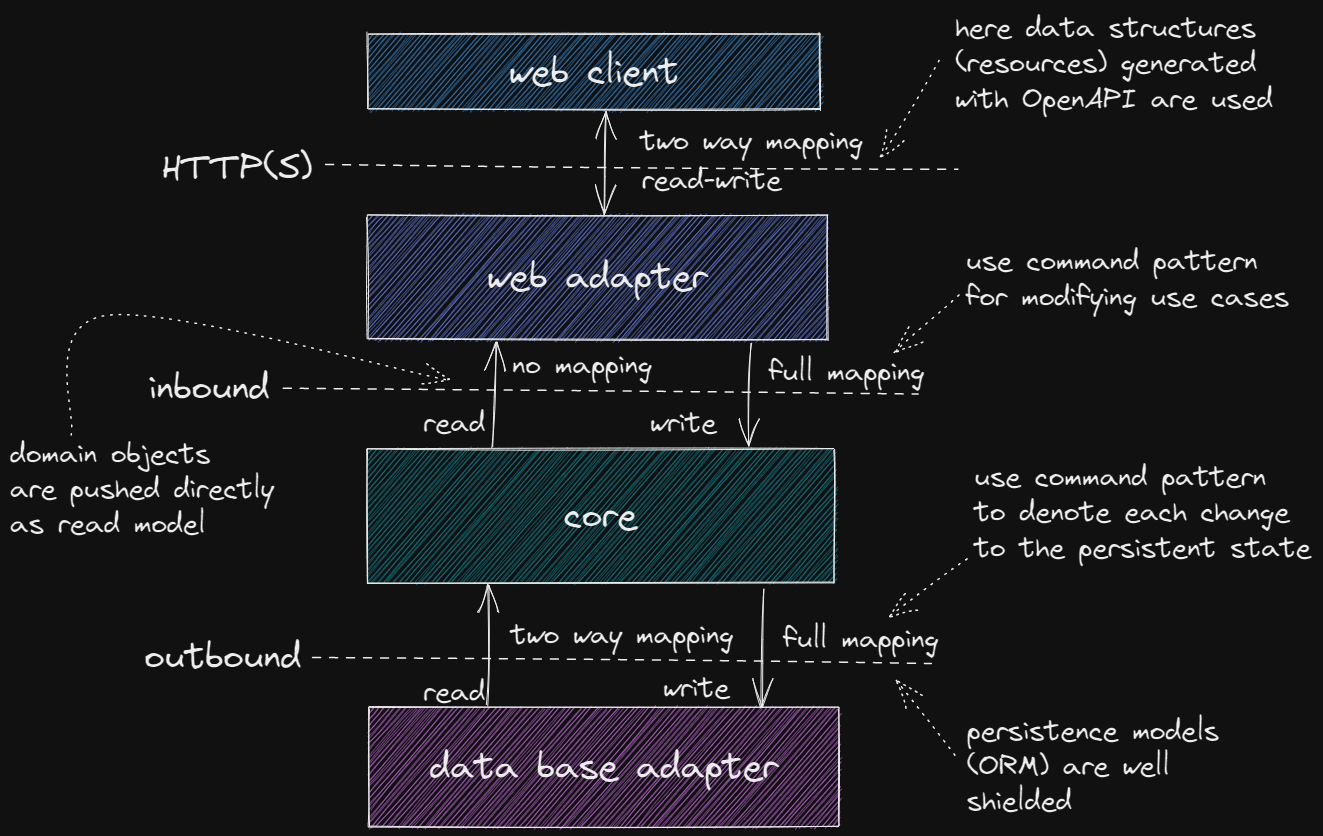 web client
here data structures
(resources) generated
with OpenAPI are used
HTTP(S)
two way mapping
read-write
web adapter
use command pattern
for modifying use cases
inbound
no mapping
full mapping
read
write
domain objects
are pushed directly
as read model
core
use command pattern
to denote each change
to the persistent state
outbound
two way mapping
full mapping
read
write
data base adapter
persistence models
(ORM) are well
shielded